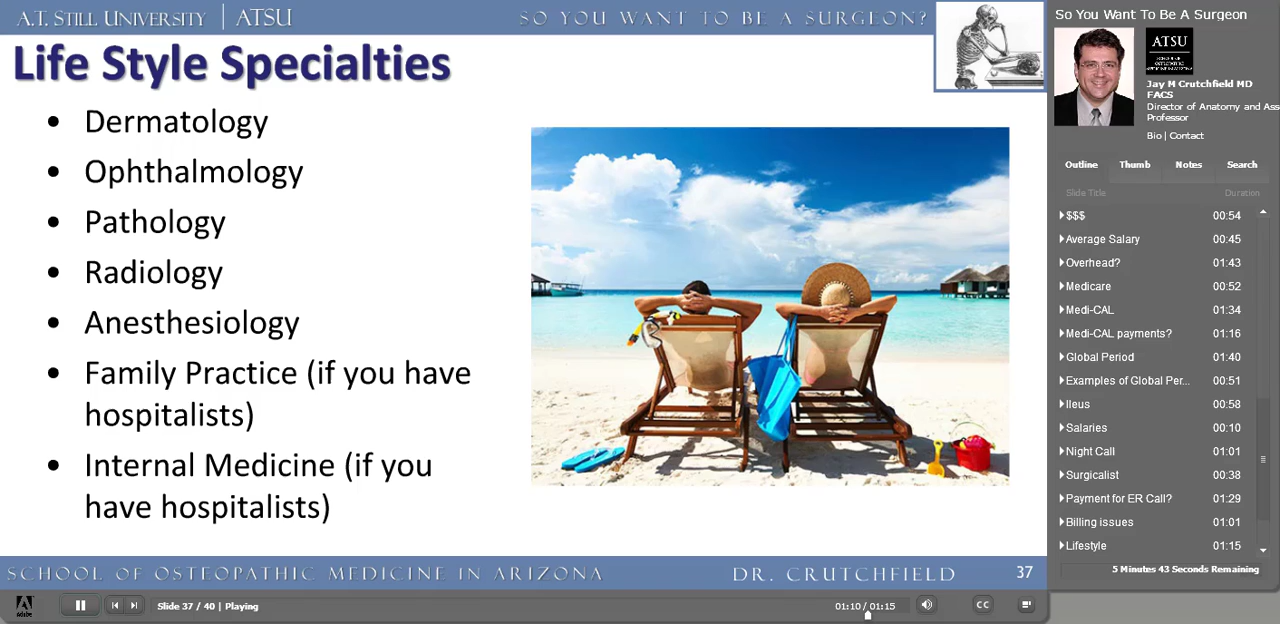 A.T. STILL UNIVERSITY | ATSU
SO YOU WANT TO BE A SURGEON?
Life Style Specialties
• Dermatology
• Ophthalmology
• Pathology
• Radiology
• Anesthesiology
• Family Practice (if you have
hospitalists)
• Internal Medicine (if you
have hospitalists)
SCHOOL OF OSTEOPATHIC MEDICINE IN ARIZONA
DR. CRUTCHFIELD
37
Adobe
Slide 37 / 40 | Playing
01:10 / 01:15
CC
So You Want To Be A Surgeon
ATSU
Jay M Crutchfield MD
FACS
Director of Anatomy and Ass
Professor
Bio | Contact
Outline Thumb Notes Search
Slide Title Duration
$$$ 00:54
Average Salary 00:45
Overhead? 01:43
Medicare 00:52
Medi-CAL 01:34
Medi-CAL payments? 01:16
Global Period 01:40
Examples of Global Per... 00:51
Ileus 00:58
Salaries 00:10
Night Call 01:01
Surgicalist 00:38
Payment for ER Call? 01:29
Billing issues 01:01
Lifestyle 01:15
5 Minutes 43 Seconds Remaining